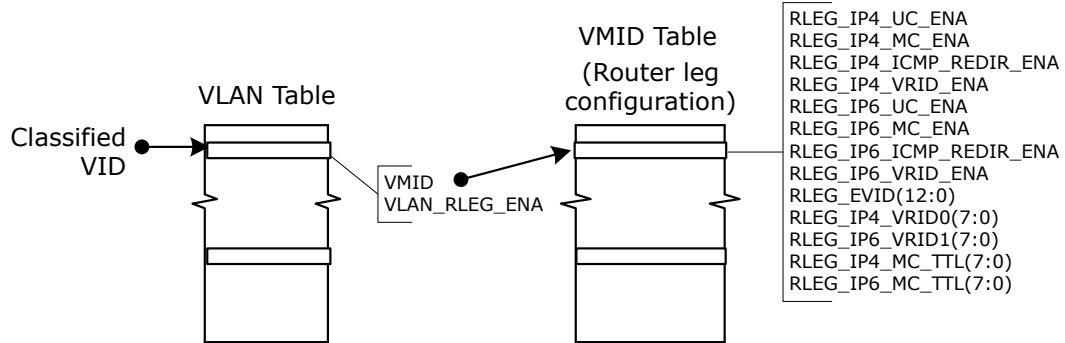 Classified
VID
VLAN Table
VMID
VLAN_RLEG_ENA
VMID Table
(Router leg
configuration)
RLEG_IP4_UC_ENA
RLEG_IP4_MC_ENA
RLEG_IP4_ICMP_REDIR_ENA
RLEG_IP4_VRID_ENA
RLEG_IP6_UC_ENA
RLEG_IP6_MC_ENA
RLEG_IP6_ICMP_REDIR_ENA
RLEG_IP6_VRID_ENA
RLEG_EVID(12:0)
RLEG_IP4_VRID0(7:0)
RLEG_IP6_VRID1(7:0)
RLEG_IP4_MC_TTL(7:0)
RLEG_IP6_MC_TTL(7:0)